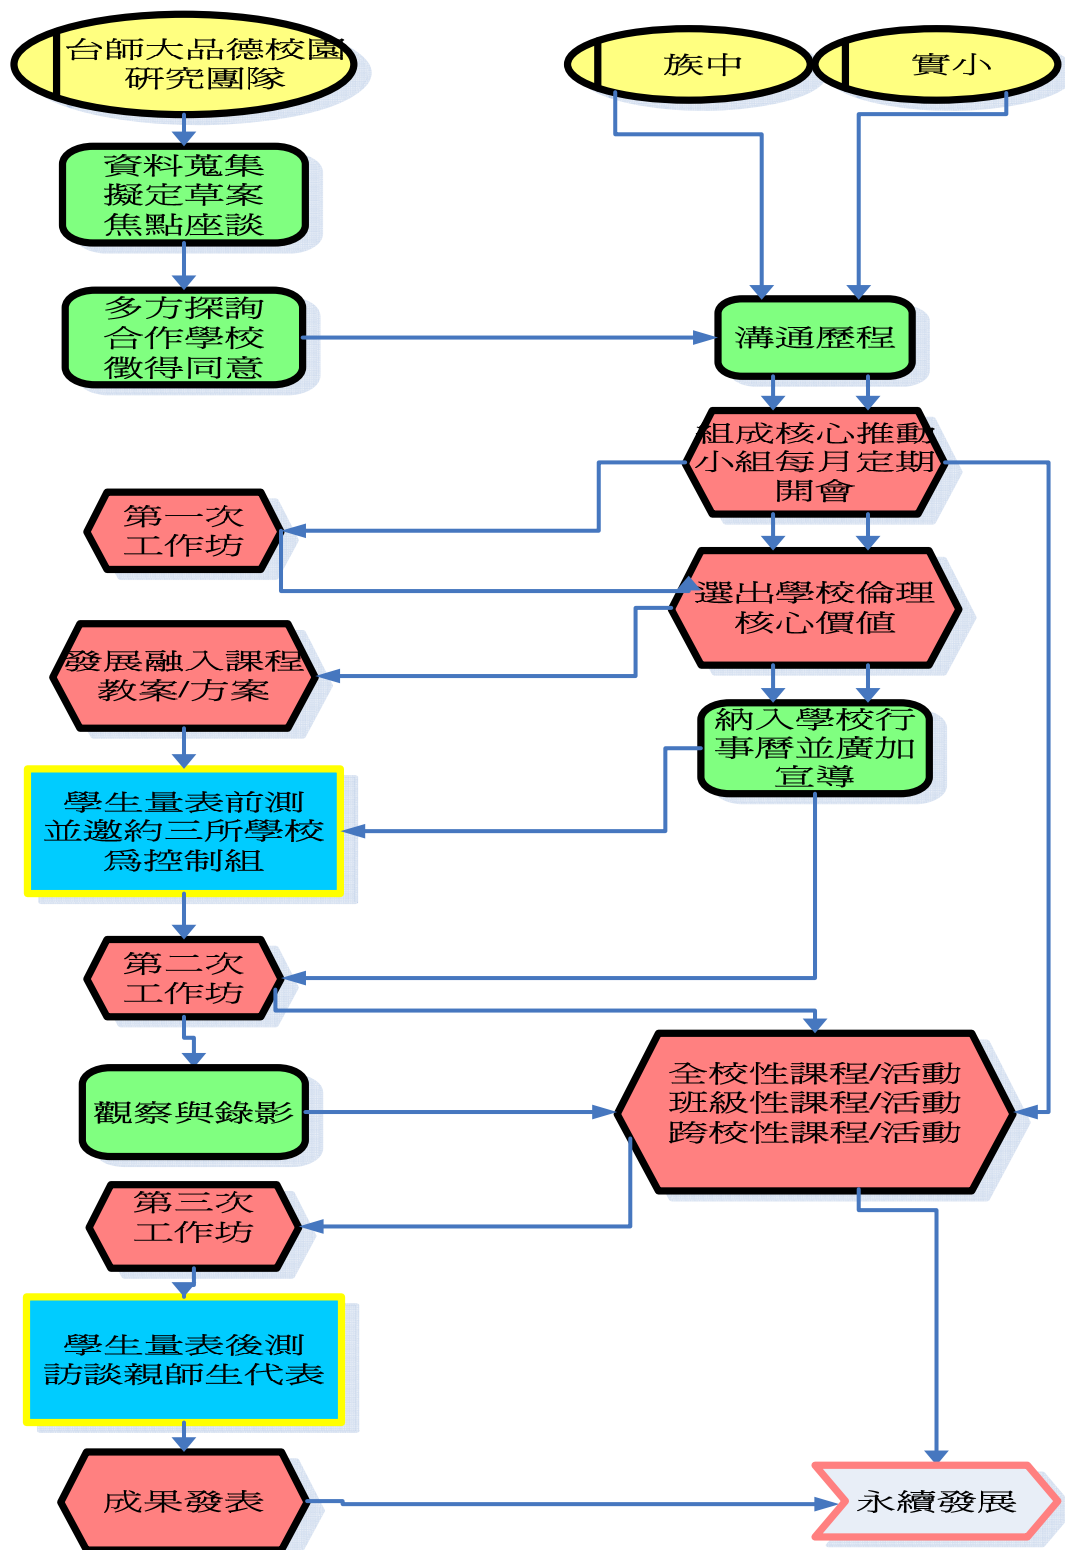 台師大品德校園
研究團隊
族中
實小
資料蒐集
擬定草案
焦點座談
多方探詢
合作學校
徵得同意
溝通歷程
組成核心推動
小組每月定期
開會
第一次
工作坊
選出學校倫理
核心價值
發展融入課程
教案/方案
納入學校行
事曆並廣加
宣導
學生量表前測
並邀約三所學校
為控制組
第二次
工作坊
全校性課程/活動
班級性課程/活動
跨校性課程/活動
觀察與錄影
第三次
工作坊
學生量表後測
訪談親師生代表
成果發表
永續發展